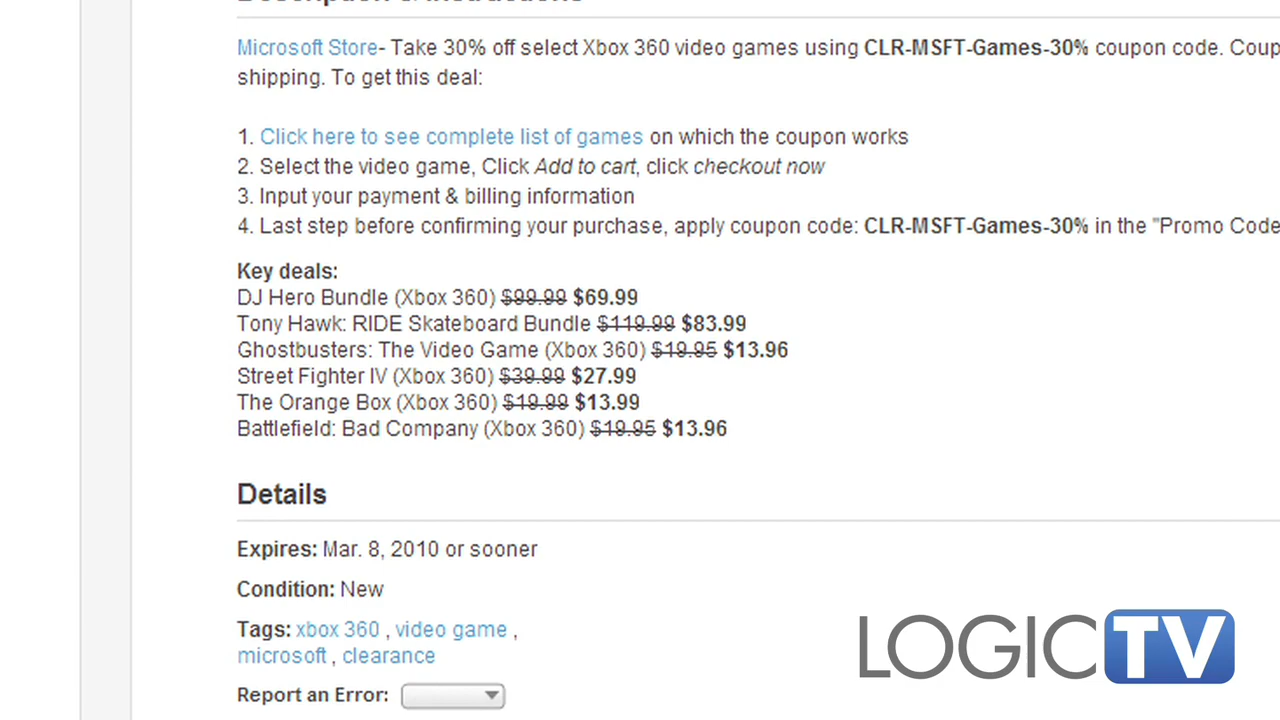 Description & Instructions
Microsoft Store- Take 30% off select Xbox 360 video games using CLR-MSFT-Games-30% coupon code.
shipping. To get this deal:
1. Click here to see complete list of games on which the coupon works
2. Select the video game, Click Add to cart, click checkout now
3. Input your payment & billing information
4. Last step before confirming your purchase, apply coupon code: CLR-MSFT-Games-30% in the "Promo Code
Key deals:
DJ Hero Bundle (Xbox 360) $99.99 $69.99
Tony Hawk: RIDE Skateboard Bundle $119.99 $83.99
Ghostbusters: The Video Game (Xbox 360) $19.95 $13.96
Street Fighter IV (Xbox 360) $39.99 $27.99
The Orange Box (Xbox 360) $19.99 $13.99
Battlefield: Bad Company (Xbox 360) $19.95 $13.96
Details
Expires: Mar. 8, 2010 or sooner
Condition: New
Tags: xbox 360 , video game ,
microsoft , clearance
Report an Error:
LOGICTV